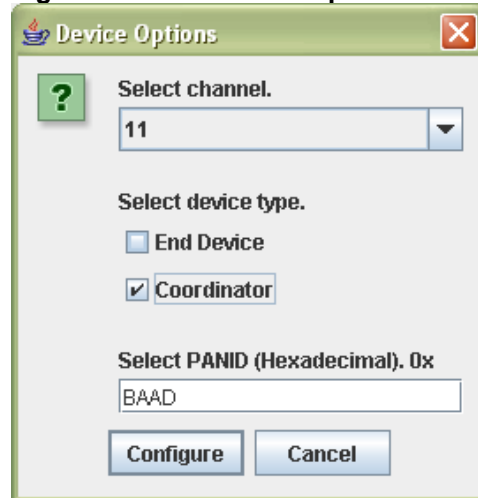 Device Options
?
Select channel.
11
Select device type.
End Device
Coordinator
Select PANID (Hexadecimal). 0x
BAAD
Configure Cancel